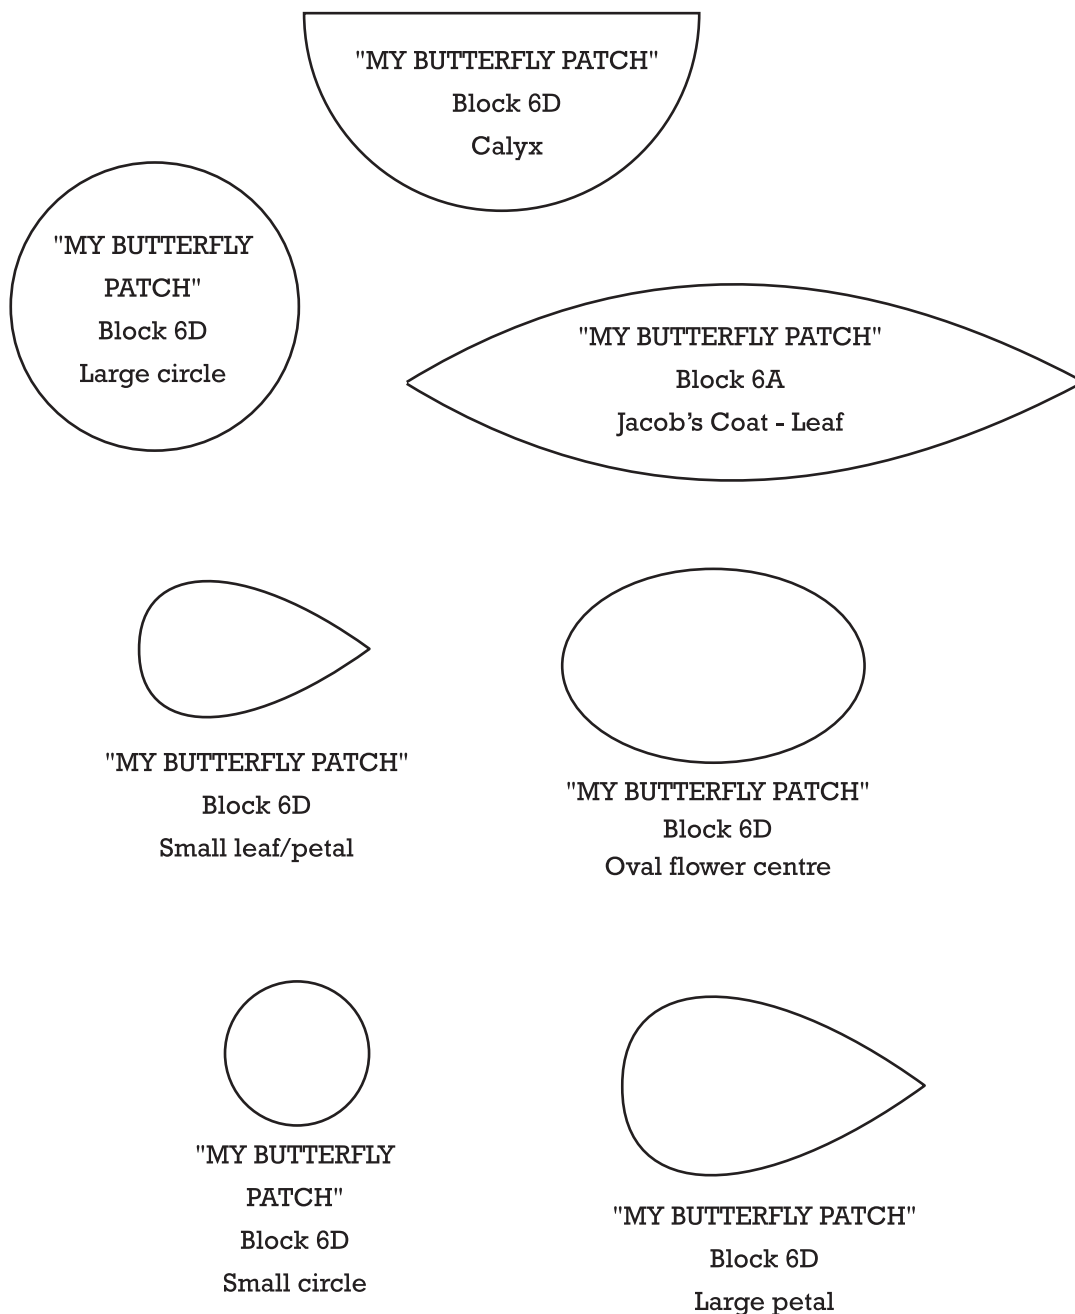 "MY BUTTERFLY PATCH"
Block 6D
Calyx
"MY BUTTERFLY
PATCH"
Block 6D
Large circle
"MY BUTTERFLY PATCH"
Block 6A
Jacob’s Coat - Leaf
"MY BUTTERFLY PATCH"
Block 6D
Small leaf/petal
"MY BUTTERFLY PATCH"
Block 6D
Oval flower centre
"MY BUTTERFLY
PATCH"
Block 6D
Small circle
"MY BUTTERFLY PATCH"
Block 6D
Large petal